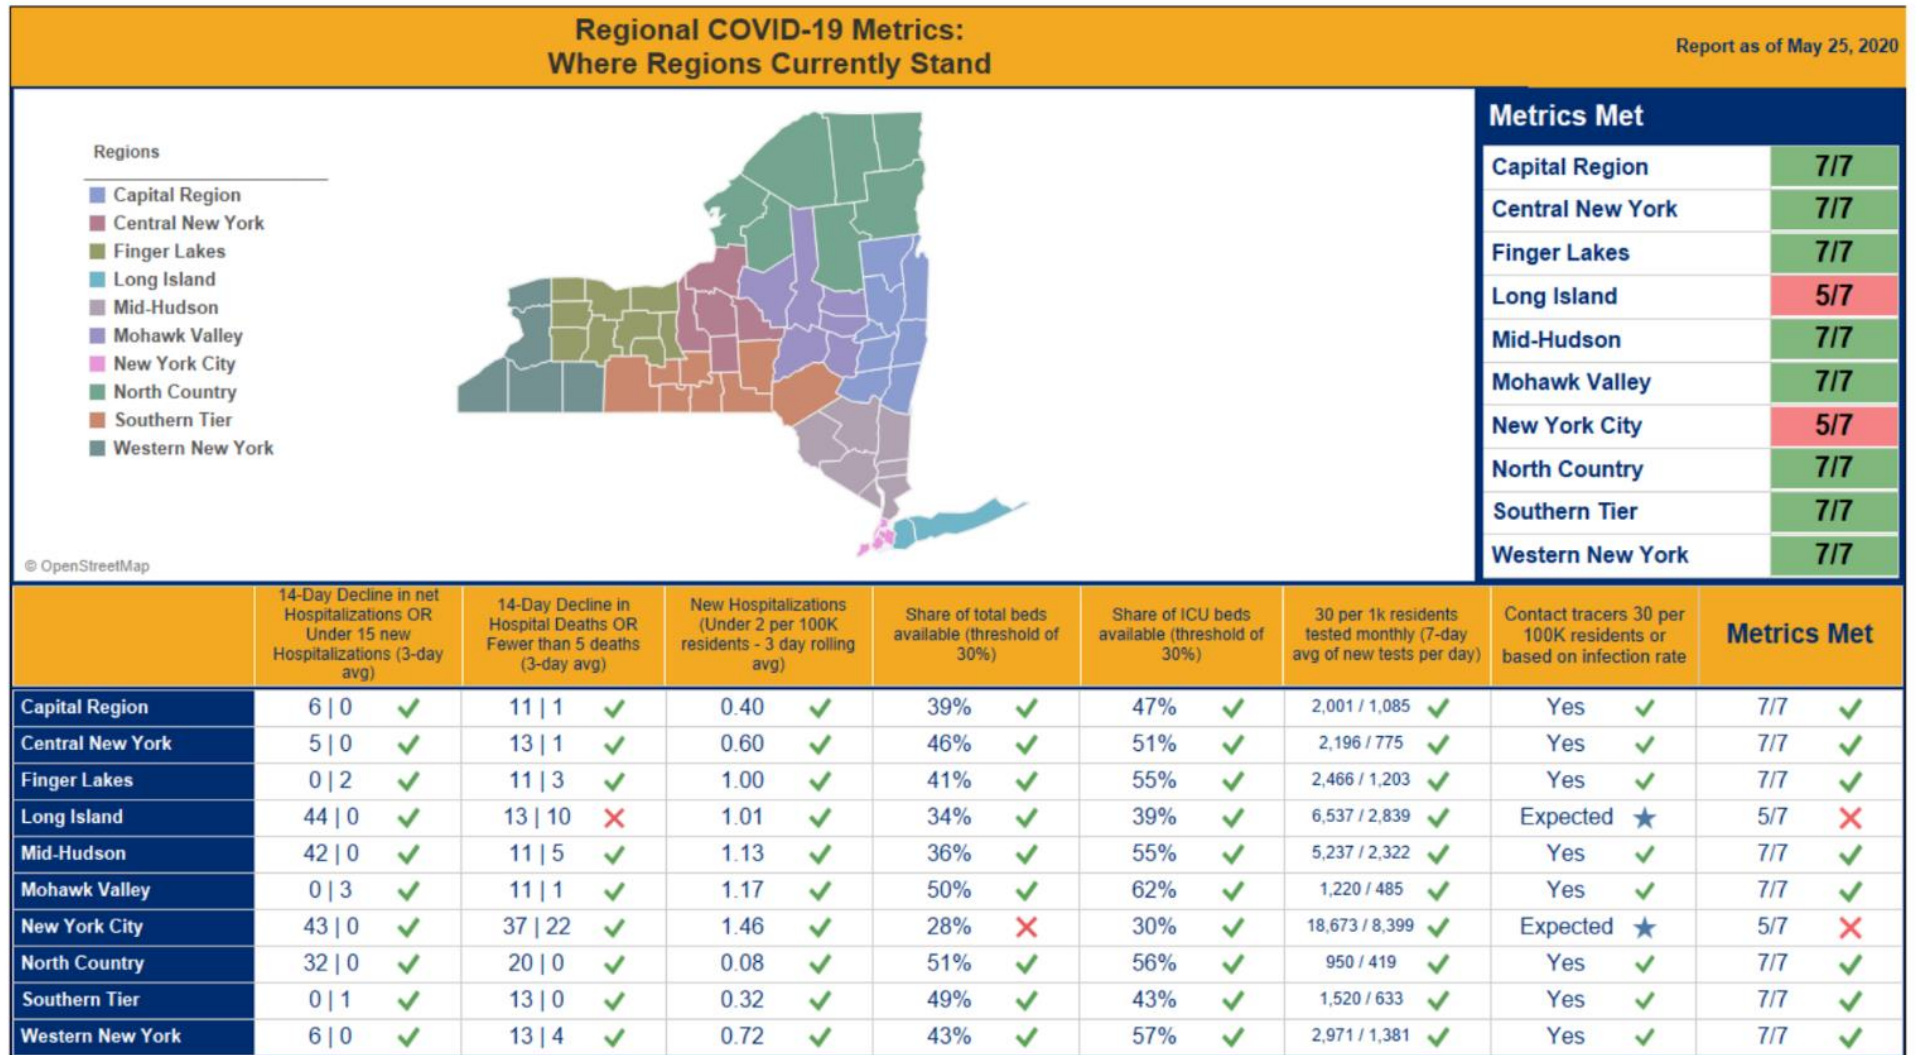 Regional COVID-19 Metrics:
Where Regions Currently Stand
Report as of May 25, 2020
Regions
Capital Region
Central New York
Finger Lakes
Long Island
Mid-Hudson
Mohawk Valley
New York City
North Country
Southern Tier
Western New York
© OpenStreetMap
Metrics Met
Capital Region 7/7
Central New York 7/7
Finger Lakes 7/7
Long Island 5/7
Mid-Hudson 7/7
Mohawk Valley 7/7
New York City 5/7
North Country 7/7
Southern Tier 7/7
Western New York 7/7
14-Day Decline in net
Hospitalizations OR
Under 15 new
Hospitalizations (3-day
avg)
14-Day Decline in
Hospital Deaths OR
Fewer than 5 deaths
(3-day avg)
New Hospitalizations
(Under 2 per 100K
residents - 3 day rolling
avg)
Share of total beds
available (threshold of
30%)
Share of ICU beds
available (threshold of
30%)
30 per 1k residents
tested monthly (7-day
avg of new tests per day)
Contact tracers 30 per
100K residents or
based on infection rate
Metrics Met
Capital Region 6 | 0 11 | 1 0.40 39% 47% 2,001 / 1,085 Yes 7/7
Central New York 5 | 0 13 | 1 0.60 46% 51% 2,196 / 775 Yes 7/7
Finger Lakes 0 | 2 11 | 3 1.00 41% 55% 2,466 / 1,203 Yes 7/7
Long Island 44 | 0 13 | 10 1.01 34% 39% 6,537 / 2,839 Expected 5/7
Mid-Hudson 42 | 0 11 | 5 1.13 36% 55% 5,237 / 2,322 Yes 7/7
Mohawk Valley 0 | 3 11 | 1 1.17 50% 62% 1,220 / 485 Yes 7/7
New York City 43 | 0 37 | 22 1.46 28% 30% 18,673 / 8,399 Expected 5/7
North Country 32 | 0 20 | 0 0.08 51% 56% 950 / 419 Yes 7/7
Southern Tier 0 | 1 13 | 0 0.32 49% 43% 1,520 / 633 Yes 7/7
Western New York 6 | 0 13 | 4 0.72 43% 57% 2,971 / 1,381 Yes 7/7